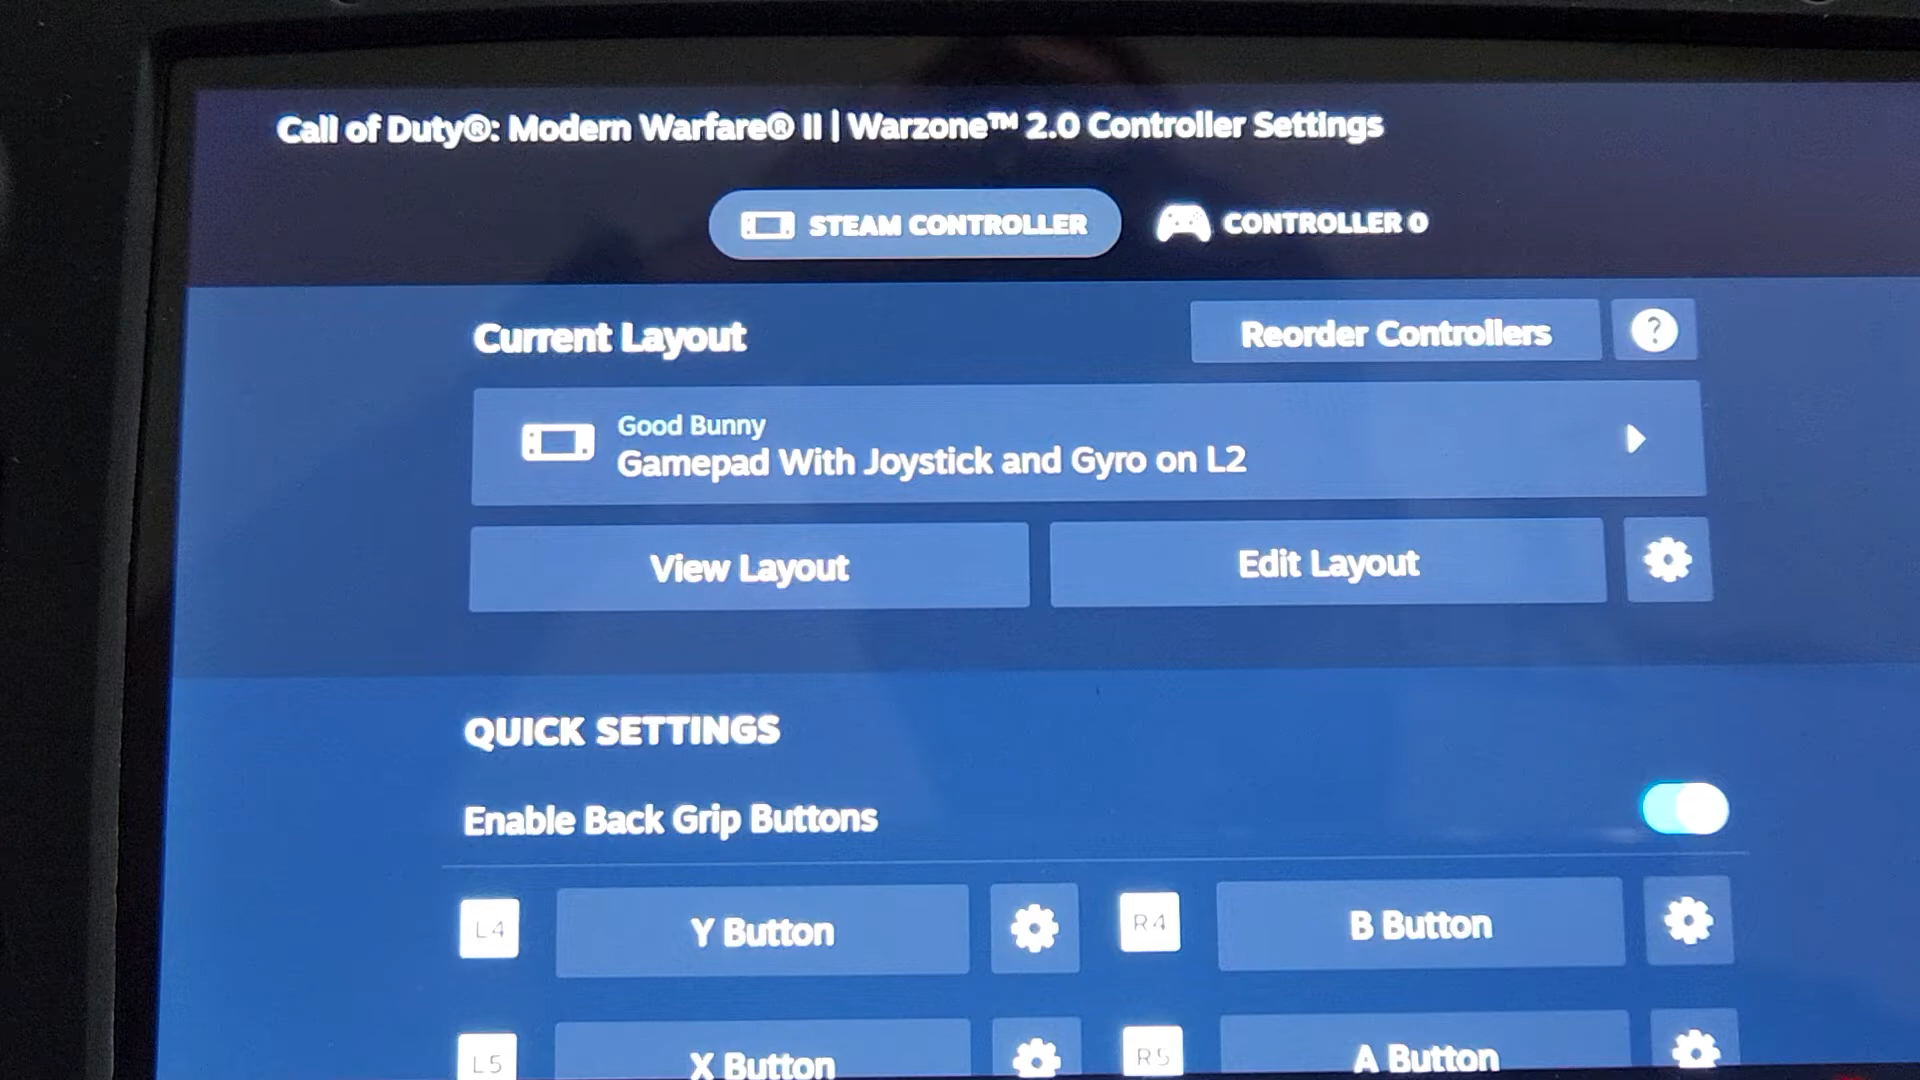 Call of Duty®: Modern Warfare® II | Warzone™ 2.0 Controller Settings
STEAM CONTROLLER
CONTROLLER 0
Current Layout
Reorder Controllers
?
Good Bunny
Gamepad With Joystick and Gyro on L2
View Layout
Edit Layout
QUICK SETTINGS
Enable Back Grip Buttons
L4
Y Button
R4
B Button
L5
X Button
R5
A Button